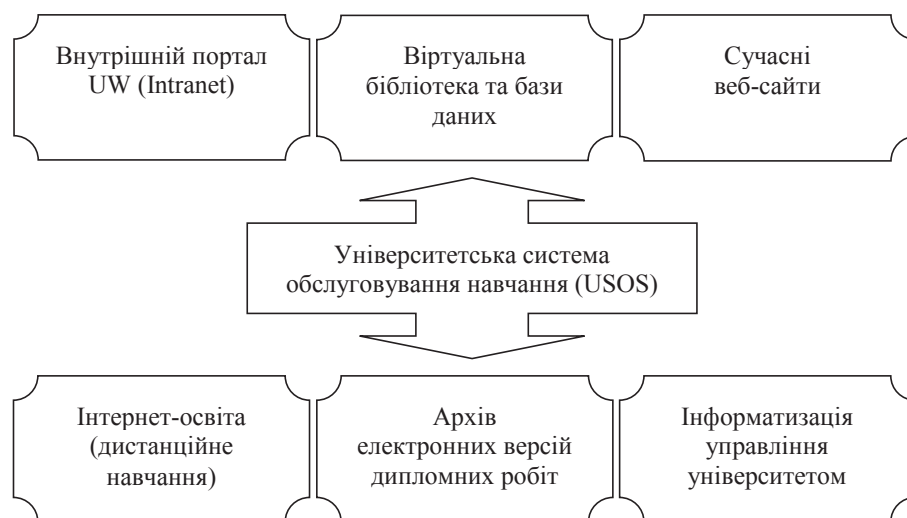 Внутрішній портал
UW (Intranet)
Віртуальна
бібліотека та бази
даних
Сучасні
веб-сайти
Університетська система
обслуговування навчання (USOS)
Інтернет-освіта
(дистанційне
навчання)
Архів
електронних версій
дипломних робіт
Інформатизація
управління
університетом